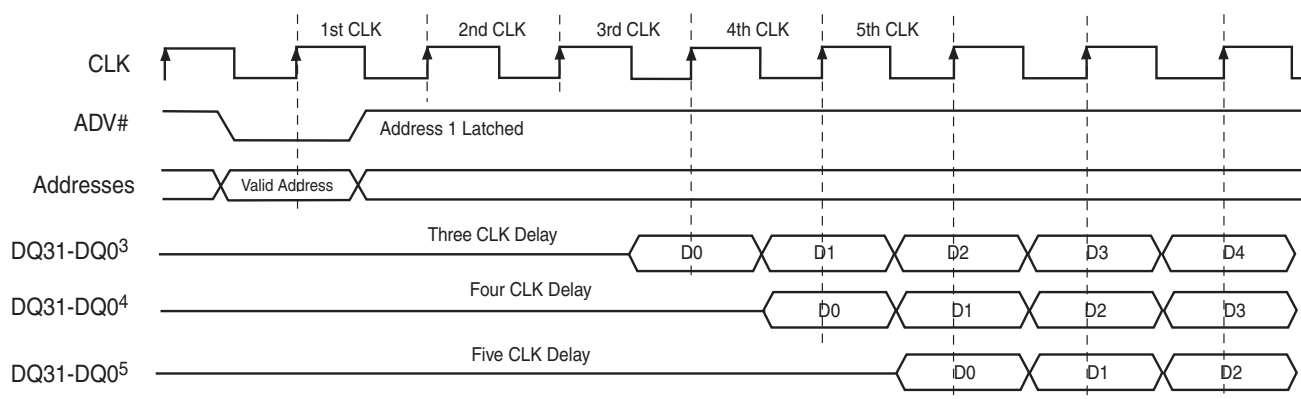 1st CLK 2nd CLK 3rd CLK 4th CLK 5th CLK
CLK
ADV# Address 1 Latched
Addresses Valid Address
Three CLK Delay
DQ31-DQ0³ D0 D1 D2 D3 D4
Four CLK Delay
DQ31-DQ0⁴ D0 D1 D2 D3
Five CLK Delay
DQ31-DQ0⁵ D0 D1 D2